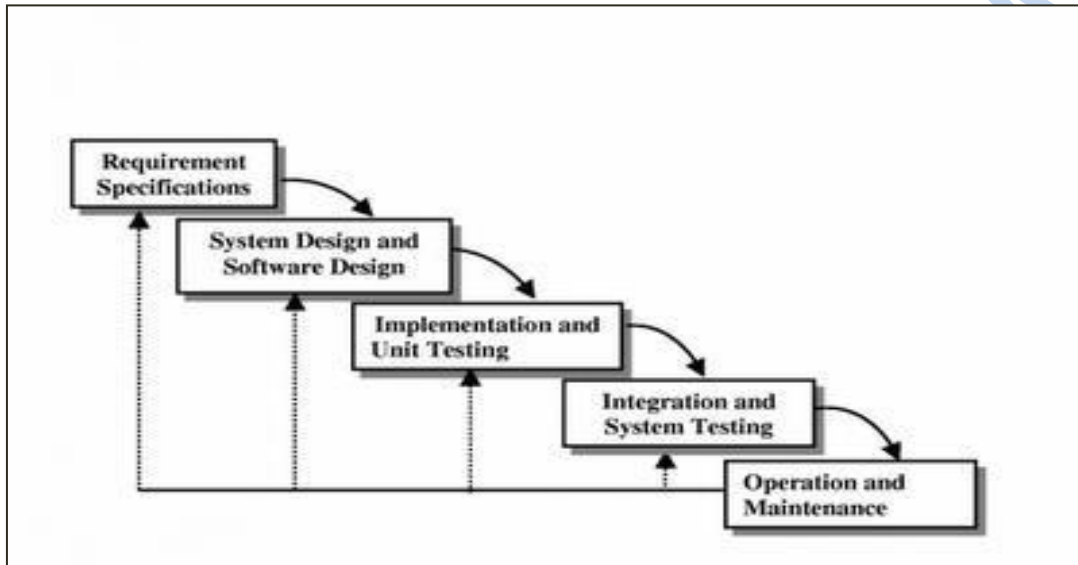 Requirement
Specifications
System Design and
Software Design
Implementation and
Unit Testing
Integration and
System Testing
Operation and
Maintenance